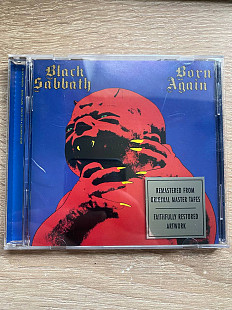 Black Born
Sabbath Again
REMASTERED FROM
ORIGINAL MASTER TAPES
FAITHFULLY RESTORED
ARTWORK